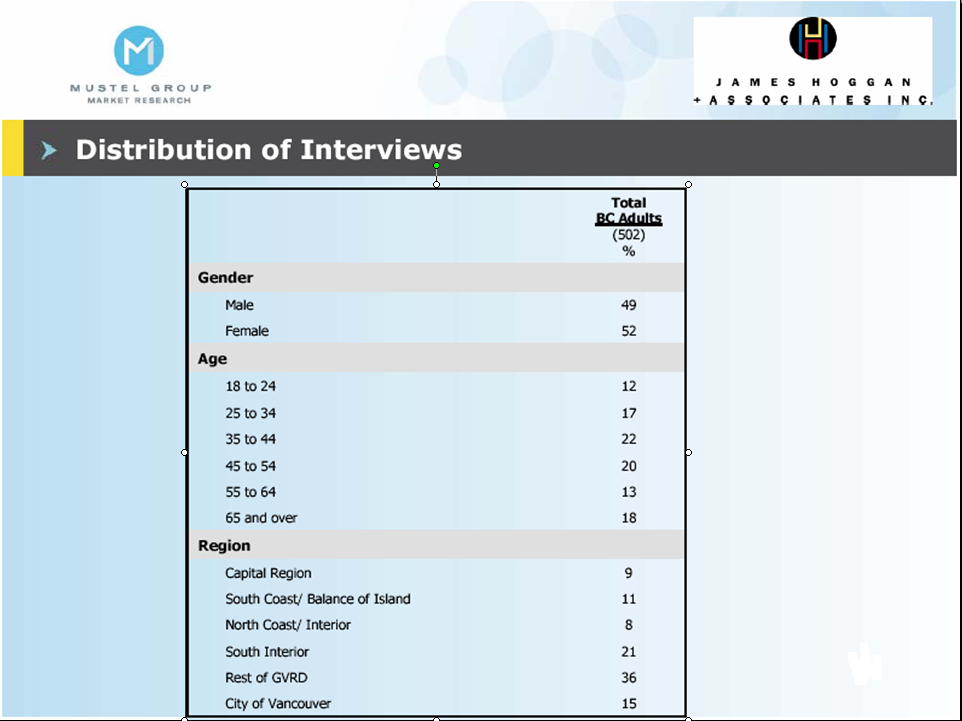 MUSTEL GROUP
MARKET RESEARCH
JAMES HOGGAN
+ ASSOCIATES INC.
Distribution of Interviews
Total
BC Adults
(502)
%
Gender
Male 49
Female 52
Age
18 to 24 12
25 to 34 17
35 to 44 22
45 to 54 20
55 to 64 13
65 and over 18
Region
Capital Region 9
South Coast/ Balance of Island 11
North Coast/ Interior 8
South Interior 21
Rest of GVRD 36
City of Vancouver 15